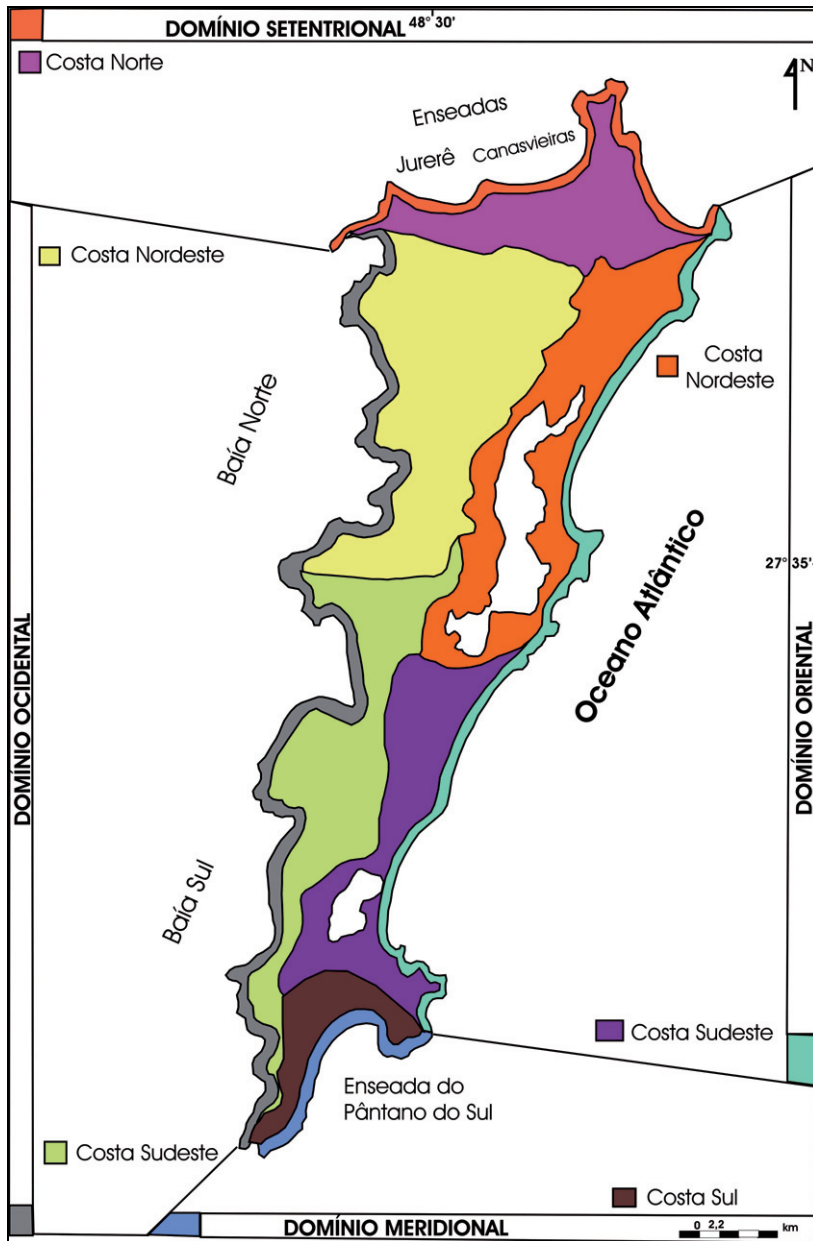 DOMÍNIO SETENTRIONAL
48° 30'
Costa Norte
N
Enseadas
Jurerê
Canasvieiras
Costa Nordeste
Costa
Nordeste
Baía Norte
Oceano Atlântico
27° 35'
DOMÍNIO OCIDENTAL
DOMÍNIO ORIENTAL
Baía Sul
Costa Sudeste
Enseada do
Pântano do Sul
Costa Sudeste
Costa Sul
DOMÍNIO MERIDIONAL
0 2,2 km